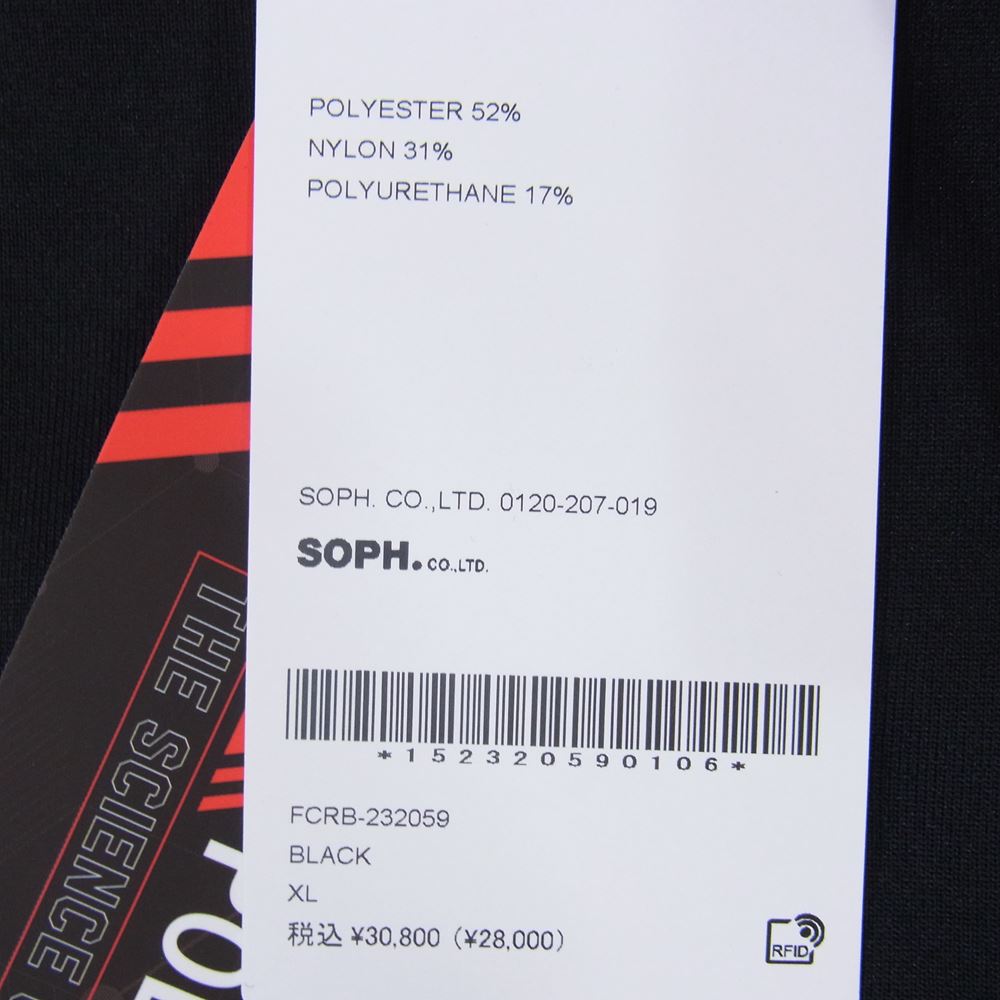 POLYESTER 52%
NYLON 31%
POLYURETHANE 17%
SOPH. CO.,LTD. 0120-207-019
SOPH. CO.,LTD.
*152320590106*
FCRB-232059
BLACK
XL
税込 ¥30,800 (¥28,000)
RFID
THE SCIENCE